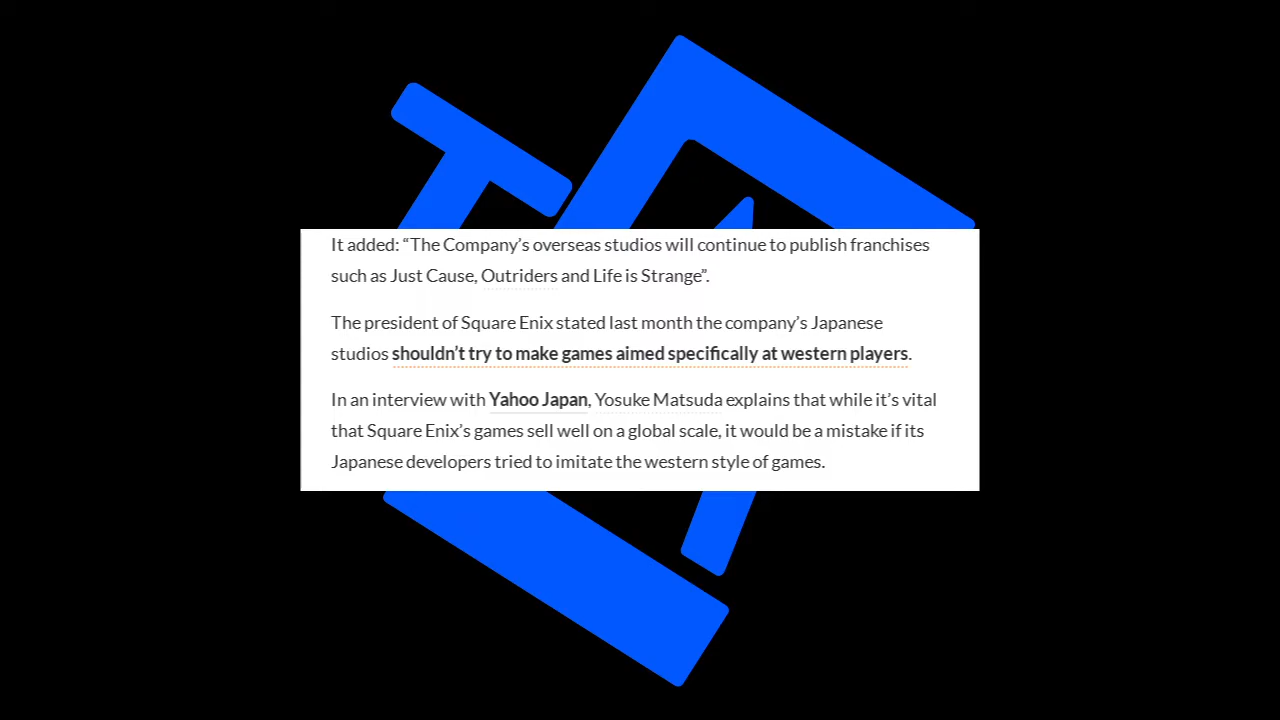 It added: “The Company’s overseas studios will continue to publish franchises
such as Just Cause, Outriders and Life is Strange”.
The president of Square Enix stated last month the company’s Japanese
studios shouldn’t try to make games aimed specifically at western players.
In an interview with Yahoo Japan, Yosuke Matsuda explains that while it’s vital
that Square Enix’s games sell well on a global scale, it would be a mistake if its
Japanese developers tried to imitate the western style of games.